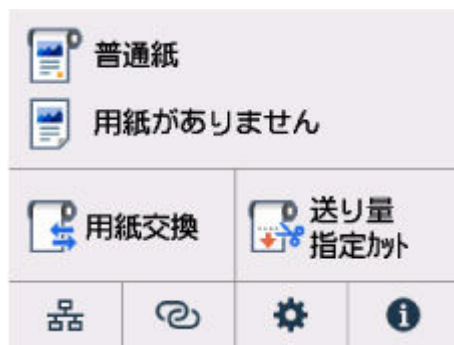 普通紙
用紙がありません
用紙交換
送り量
指定ｶｯﾄ